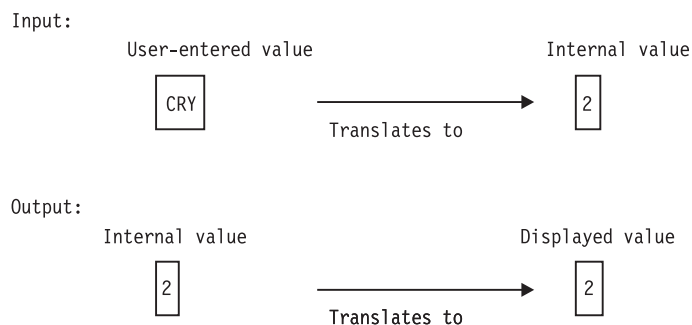 Input:
User-entered value Internal value
CRY 2
Translates to
Output:
Internal value Displayed value
2 2
Translates to